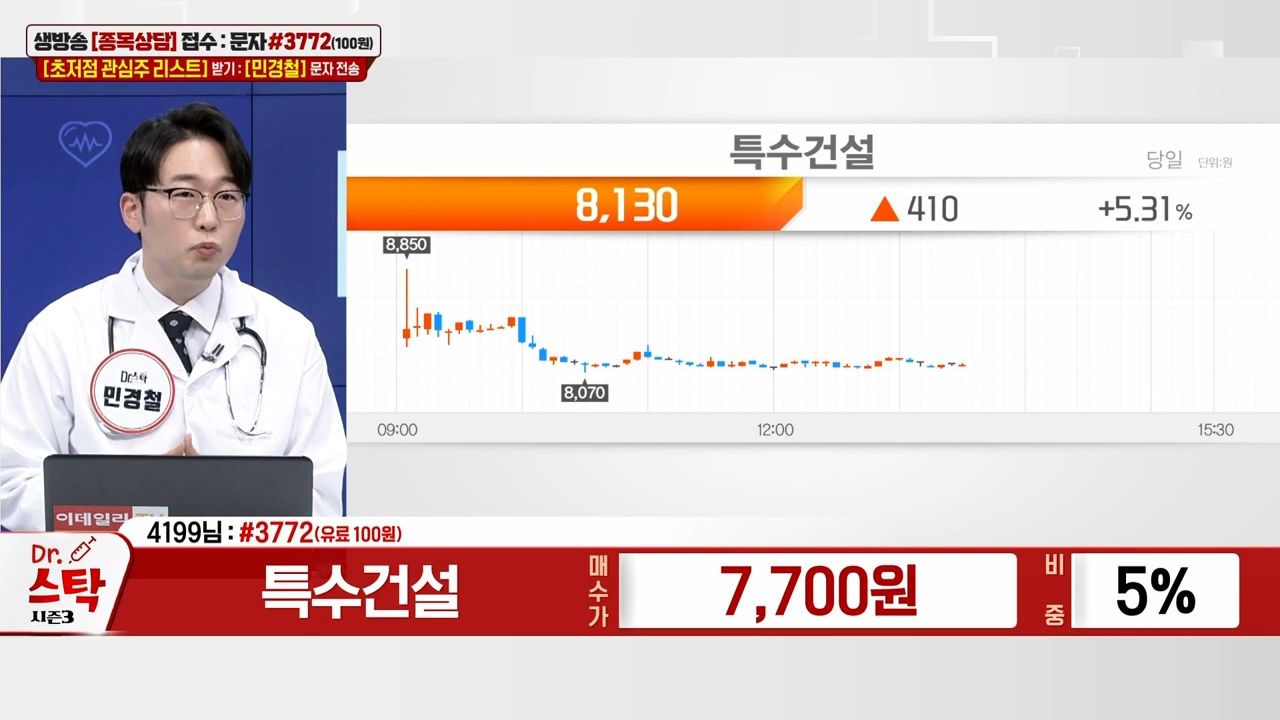 생방송 [종목상담] 접수 : 문자#3772(100원)
[초저점 관심주 리스트] 받기 : [민경철] 문자 전송
특수건설
당일 단위:원
8,130 ▲410 +5.31%
8,850
8,070
09:00 12:00 15:30
Dr.스탁
민경철
이데일리 TV
4199님 : #3772(유료 100원)
Dr.
스탁
시즌3
특수건설 매수가 7,700원 비중 5%